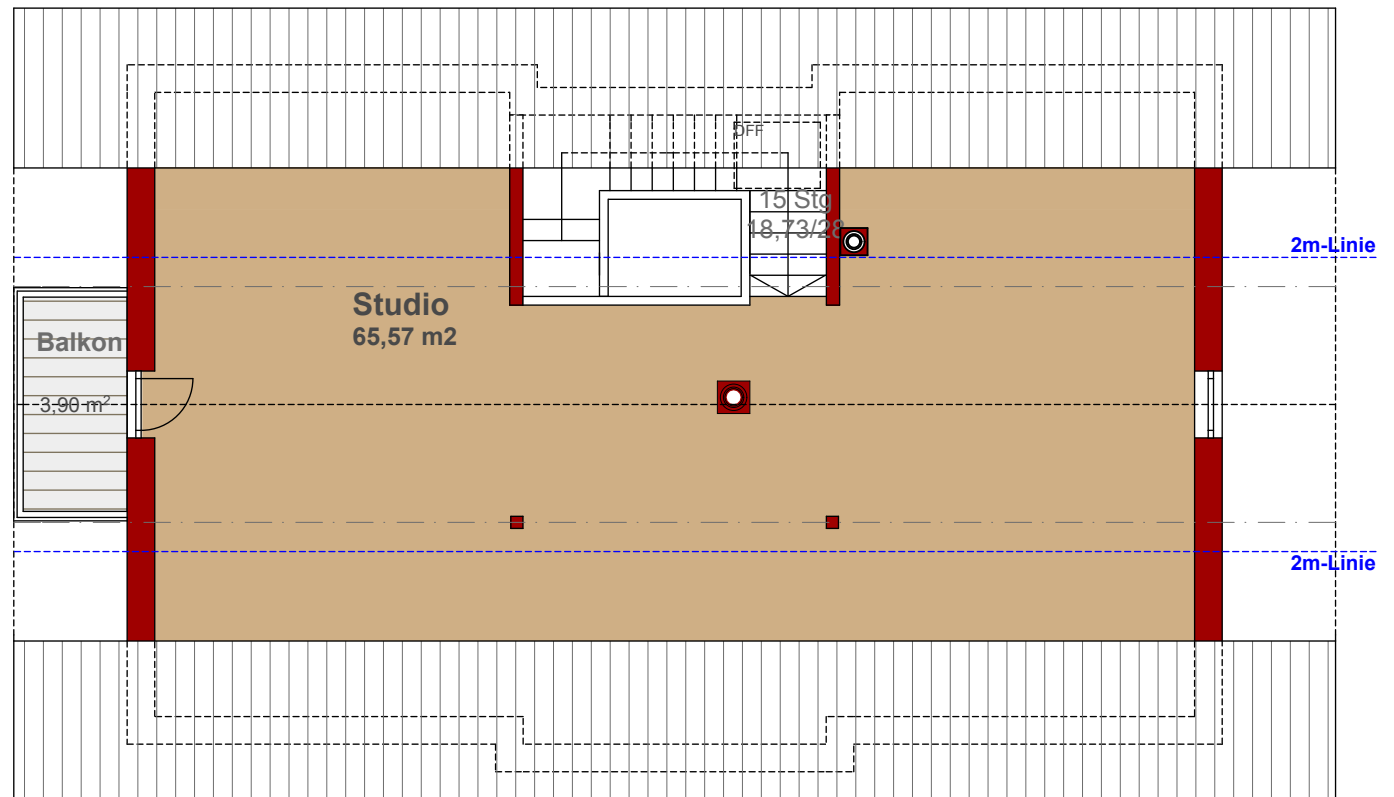 DFF
15 Stg
18,73/28
2m-Linie
Studio
65,57 m2
Balkon
3,90 m²
2m-Linie